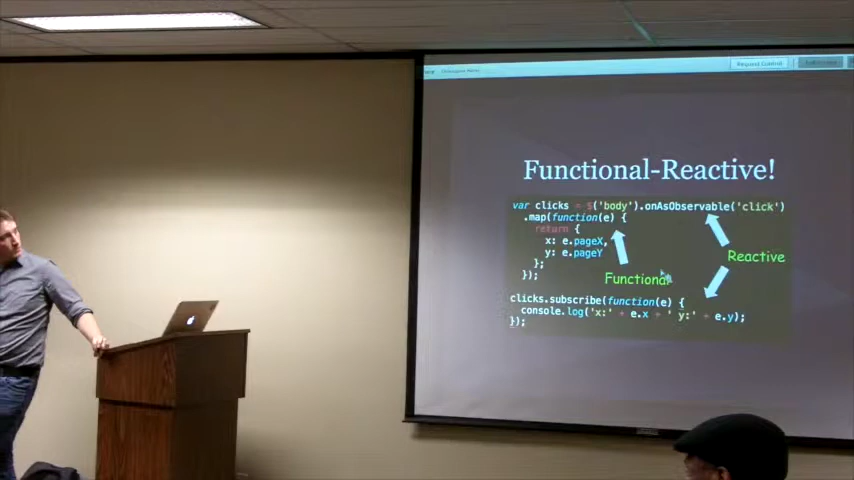 Request Control
Functional-Reactive!
var clicks = $('body').onAsObservable('click')
.map(function(e) {
return {
x: e.pageX,
y: e.pageY
};
});
Functional
Reactive
clicks.subscribe(function(e) {
console.log('x:' + e.x + ' y:' + e.y);
});